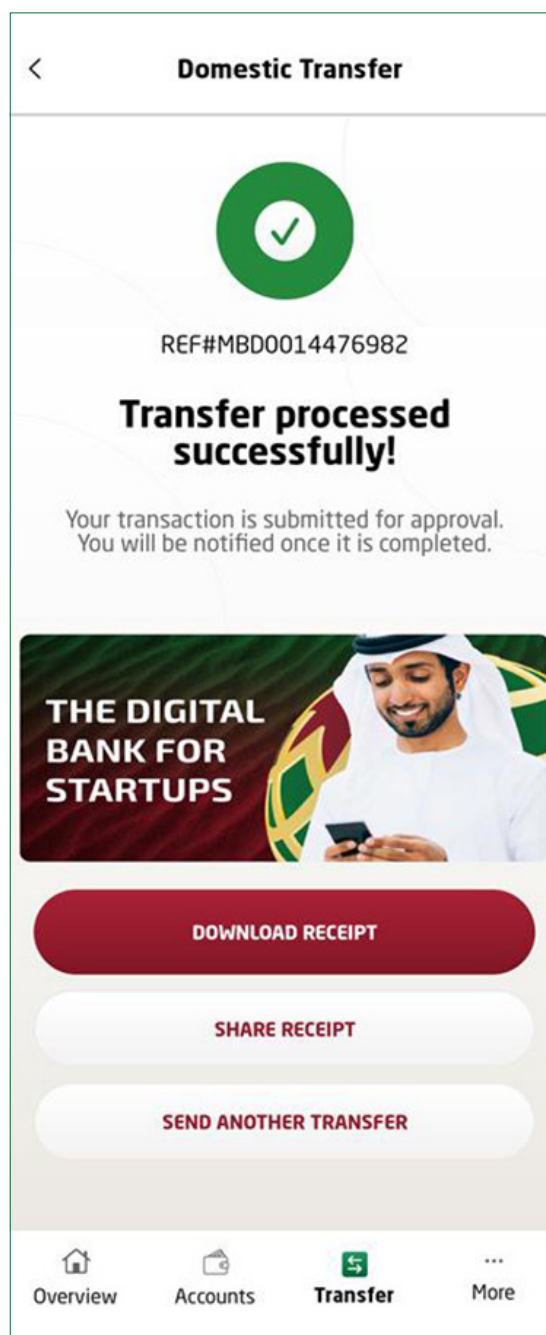 Domestic Transfer
REF#MBD0014476982
Transfer processed
successfully!
Your transaction is submitted for approval.
You will be notified once it is completed.
THE DIGITAL
BANK FOR
STARTUPS
DOWNLOAD RECEIPT
SHARE RECEIPT
SEND ANOTHER TRANSFER
Overview Accounts Transfer More